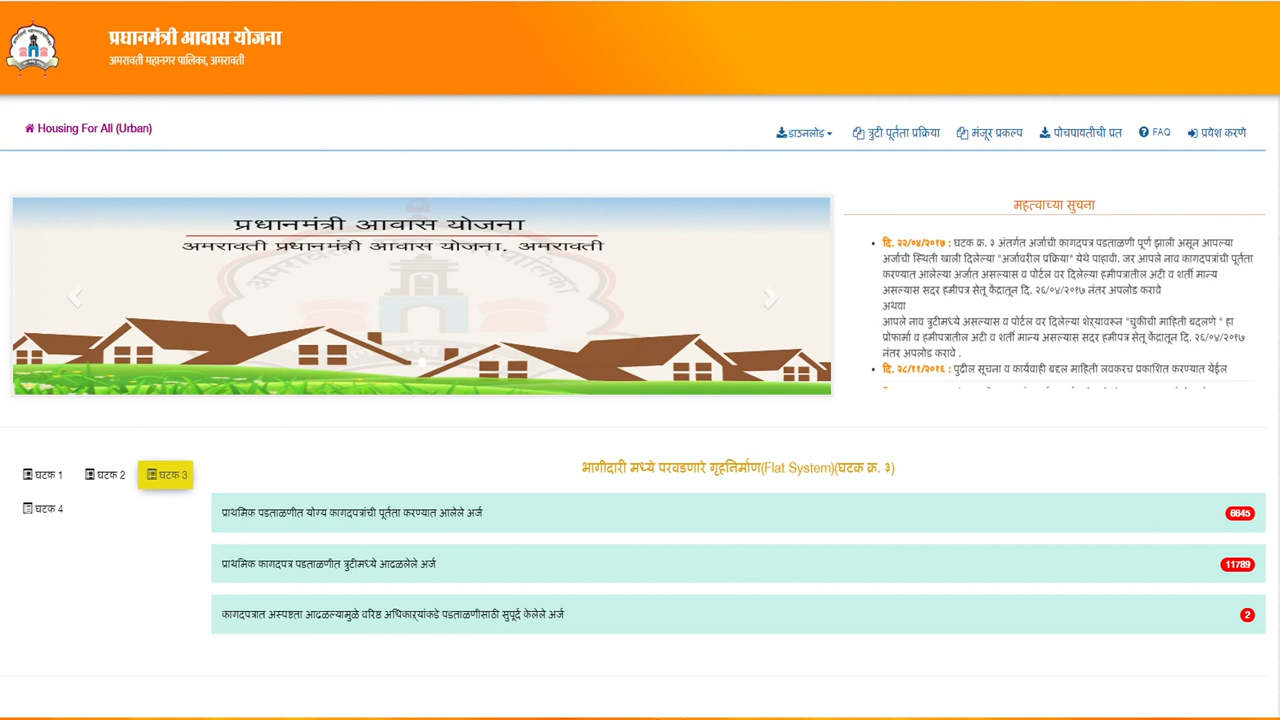 प्रधानमंत्री आवास योजना
अमरावती महानगर पालिका, अमरावती
Housing For All (Urban)
डाउनलोड
त्रुटी पूर्तता प्रक्रिया
मंजूर प्रकल्प
पोचपावतीची प्रत
FAQ
प्रवेश करणे
प्रधानमंत्री आवास योजना
अमरावती प्रधानमंत्री आवास योजना, अमरावती
महत्वाच्या सुचना
दि. २२/०४/२०१७ : घटक क्र. ३ अंतर्गत अर्जाची कागदपत्र पडताळणी पूर्ण झाली असून आपल्या
अर्जाची स्थिती खाली दिलेल्या "अर्जावरील प्रक्रिया" येथे पाहावी. जर आपले नाव कागदपत्रांची पूर्तता
करण्यात आलेल्या अर्जात असल्यास व पोर्टल वर दिलेल्या हमीपत्रातील अटी व शर्ती मान्य
असल्यास सदर हमीपत्र सेतू केंद्रातून दि. २६/०४/२०१७ नंतर अपलोड करावे
अथवा
आपले नाव त्रुटीमध्ये असल्यास व पोर्टल वर दिलेल्या शेऱ्यावरून "चुकीची माहिती बदलणे " हा
प्रोफार्मा व हमीपत्रातील अटी व शर्ती मान्य असल्यास सदर हमीपत्र सेतू केंद्रातून दि. २६/०४/२०१७
नंतर अपलोड करावे .
दि. २८/११/२०१६ : पुढील सूचना व कार्यवाही बद्दल माहिती लवकरच प्रकाशित करण्यात येईल
घटक 1
घटक 2
घटक 3
घटक 4
भागीदारी मध्ये परवडणारे गृहनिर्माण(Flat System)(घटक क्र. ३)
प्राथमिक पडताळणीत योग्य कागदपत्रांची पूर्तता करण्यात आलेले अर्ज 6645
प्राथमिक कागदपत्र पडताळणीत त्रुटीमध्ये आढळलेले अर्ज 11789
कागदपत्रात अस्पष्टता आढळल्यामुळे वरिष्ठ अधिकाऱ्यांकडे पडताळणीसाठी सुपूर्द केलेले अर्ज 2